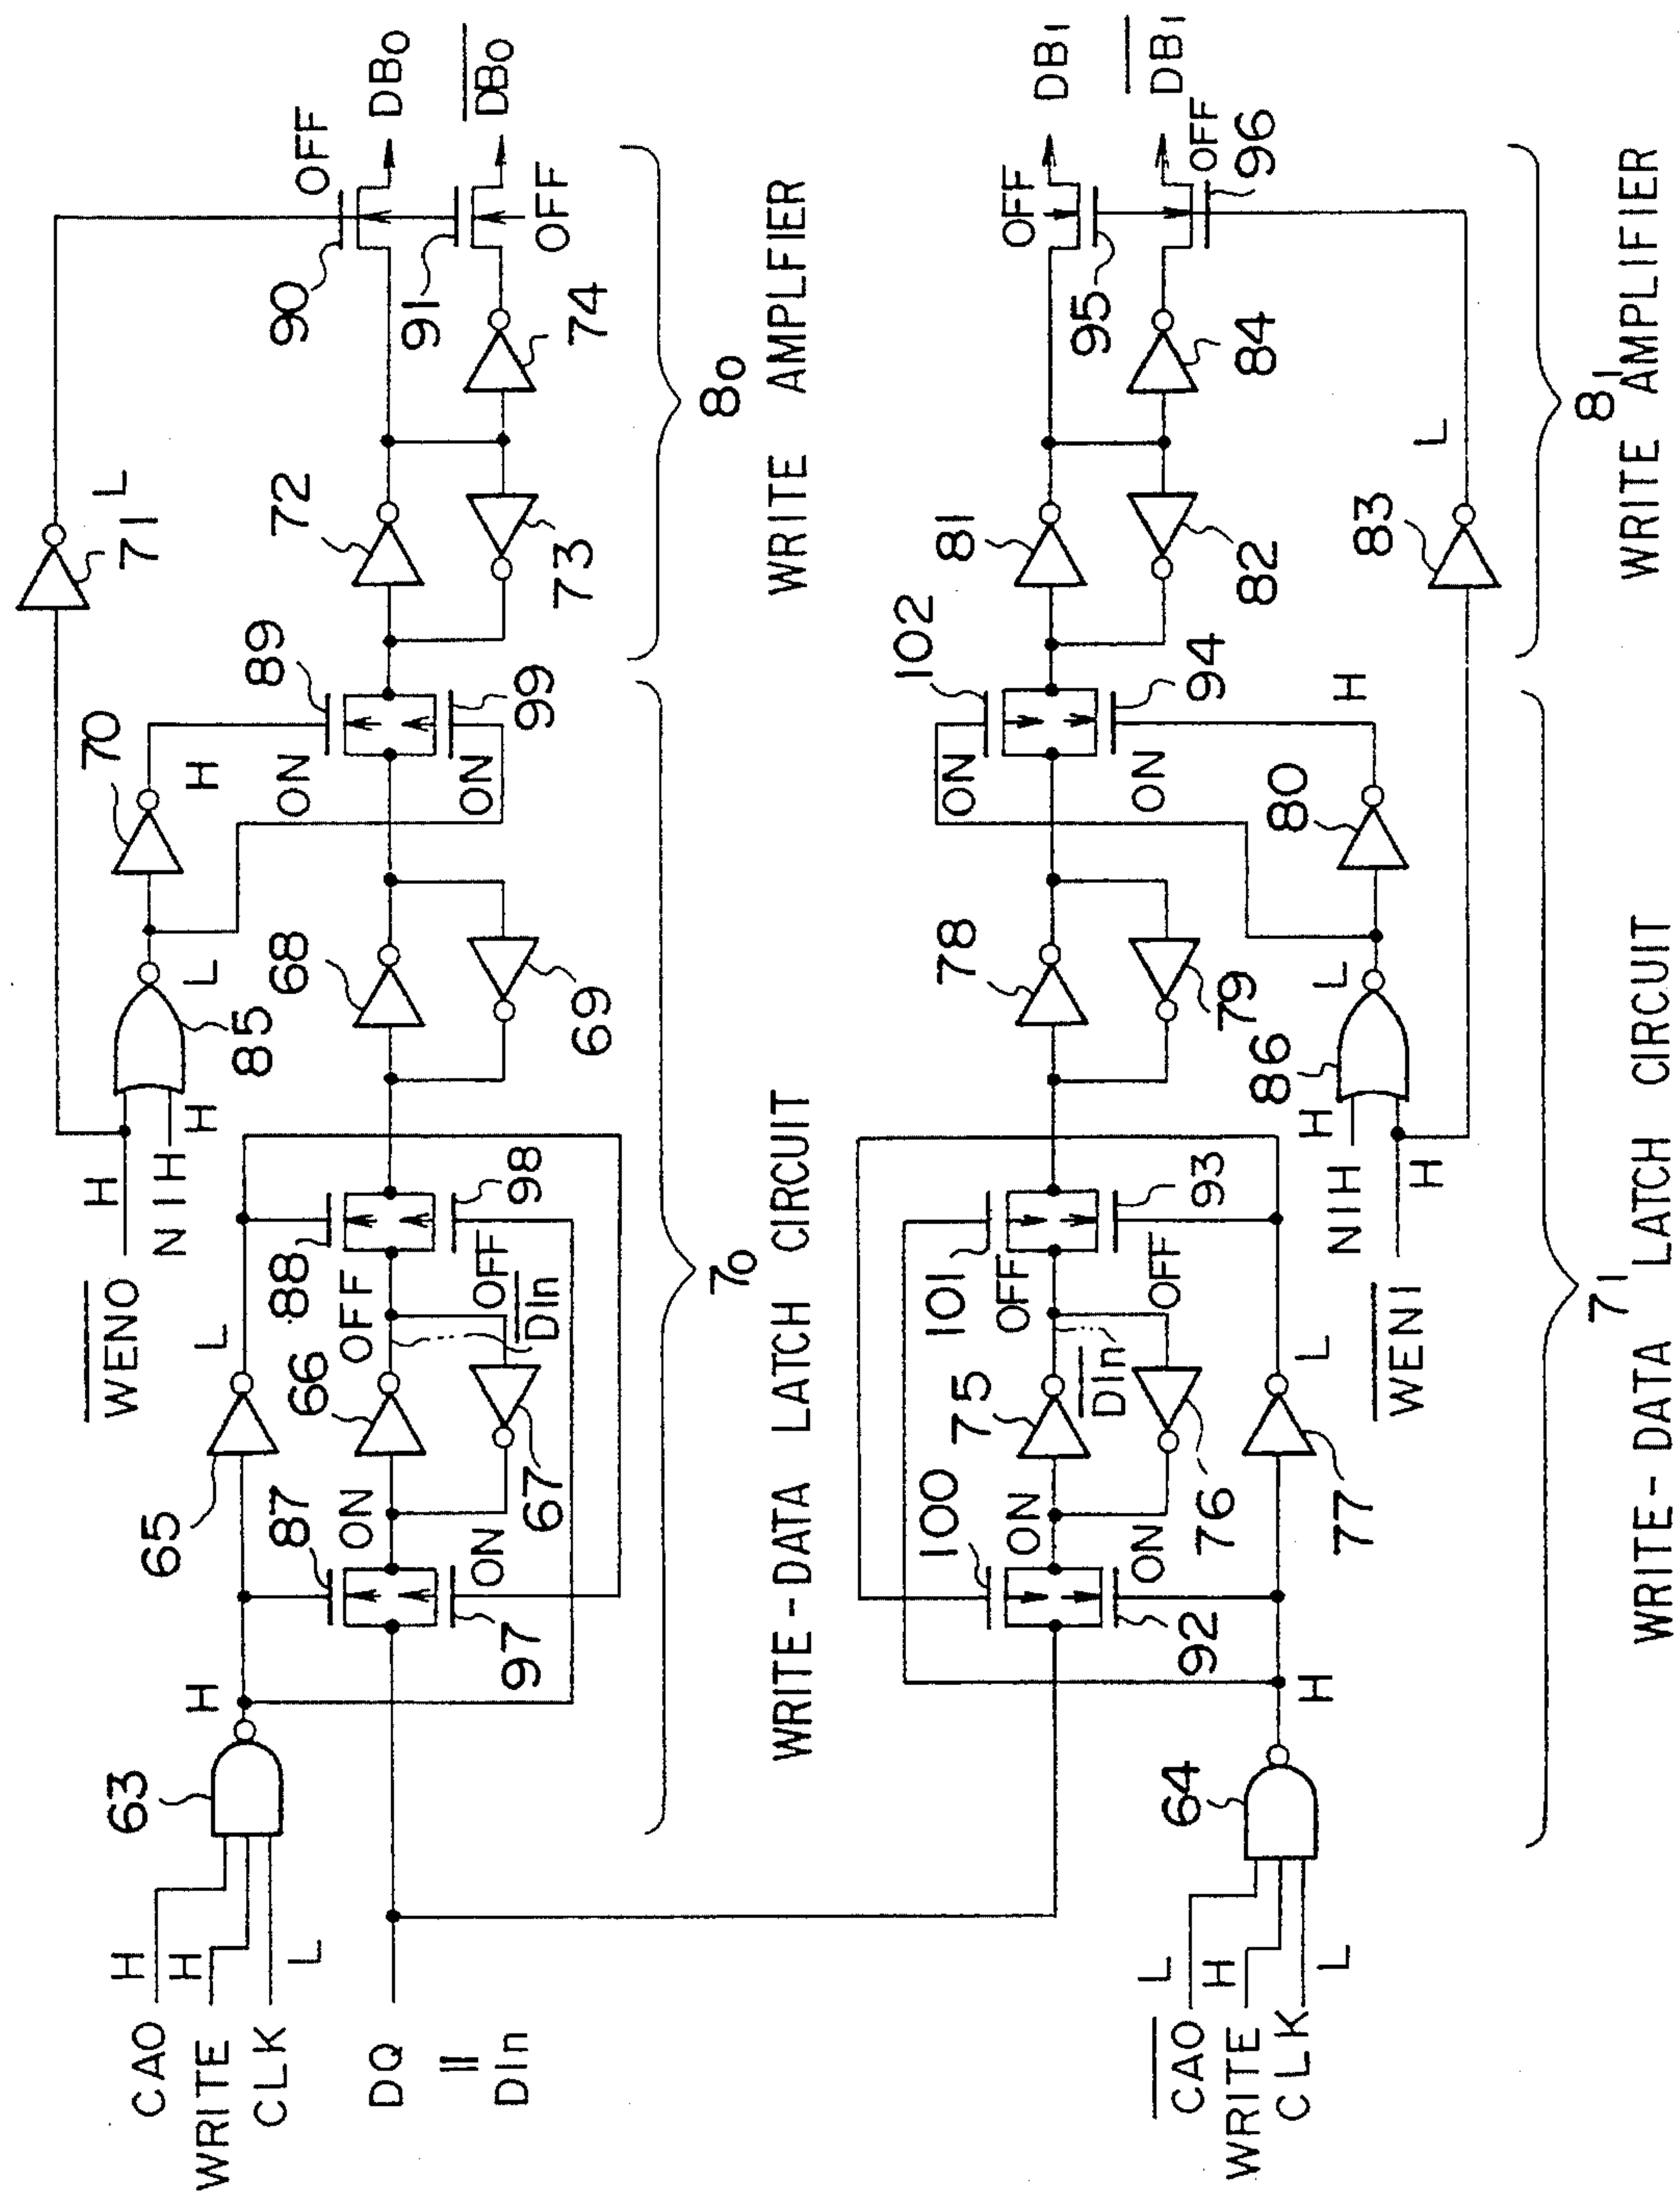 CA0
H
WRITE
H
CLK
L
63
H
65
L
WEN0
H
NIH
H
85
L
70
H
71
L
DQ
=
DIn
87
ON
97
ON
66
67
DIn
88
OFF
98
OFF
68
69
89
ON
99
ON
72
73
74
90
OFF
DB0
91
OFF
DB0
70
WRITE-DATA LATCH CIRCUIT
80
WRITE AMPLFIER
CA0
L
WRITE
H
CLK
L
64
H
77
L
100
ON
92
ON
75
76
DIn
101
OFF
93
OFF
78
79
NIH
H
WEN1
H
86
L
80
H
83
L
102
ON
94
ON
81
82
84
95
OFF
DB1
96
OFF
DB1
71
WRITE-DATA LATCH CIRCUIT
81
WRITE AMPLIFIER